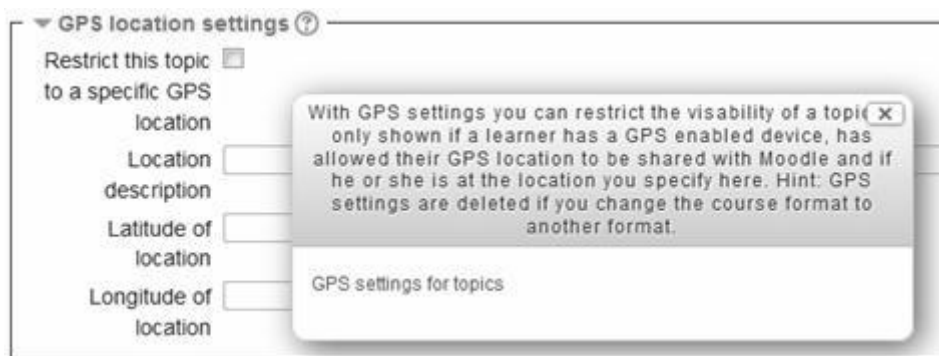 GPS location settings
Restrict this topic
to a specific GPS
location
Location
description
Latitude of
location
Longitude of
location
With GPS settings you can restrict the visability of a topic
only shown if a learner has a GPS enabled device, has
allowed their GPS location to be shared with Moodle and if
he or she is at the location you specify here. Hint: GPS
settings are deleted if you change the course format to
another format.
GPS settings for topics